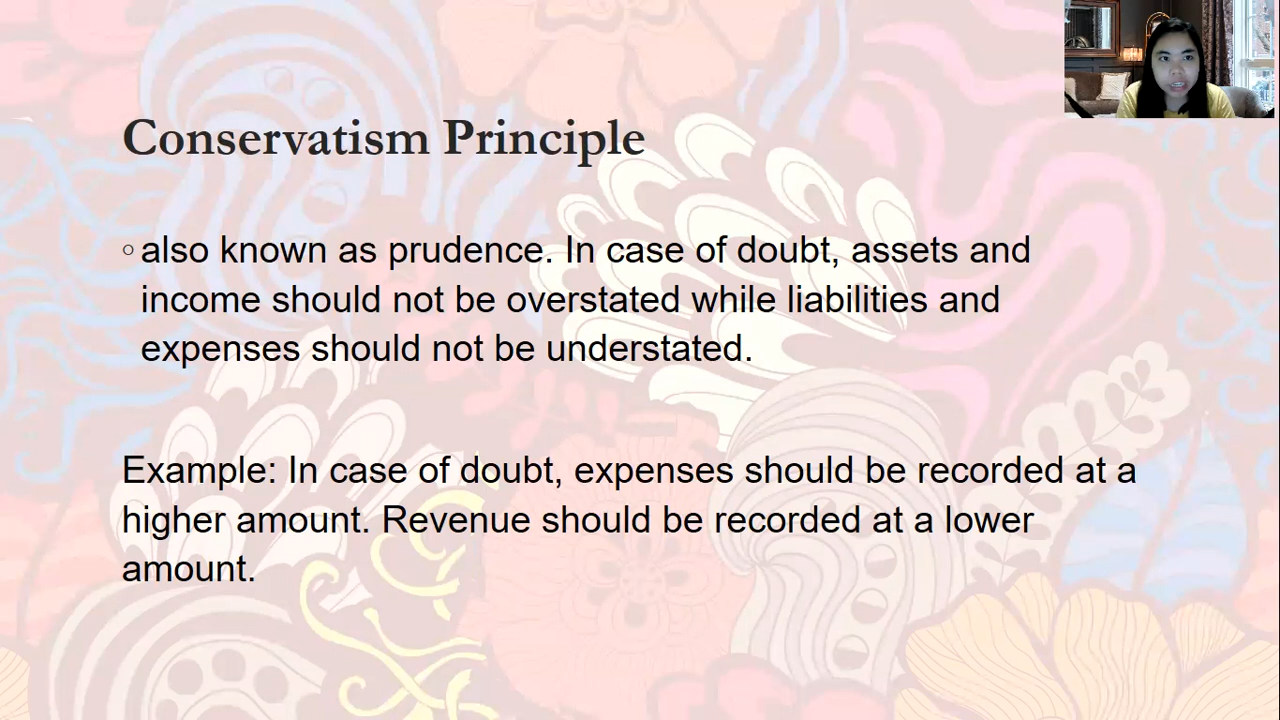 Conservatism Principle
◦ also known as prudence. In case of doubt, assets and
income should not be overstated while liabilities and
expenses should not be understated.
Example: In case of doubt, expenses should be recorded at a
higher amount. Revenue should be recorded at a lower
amount.